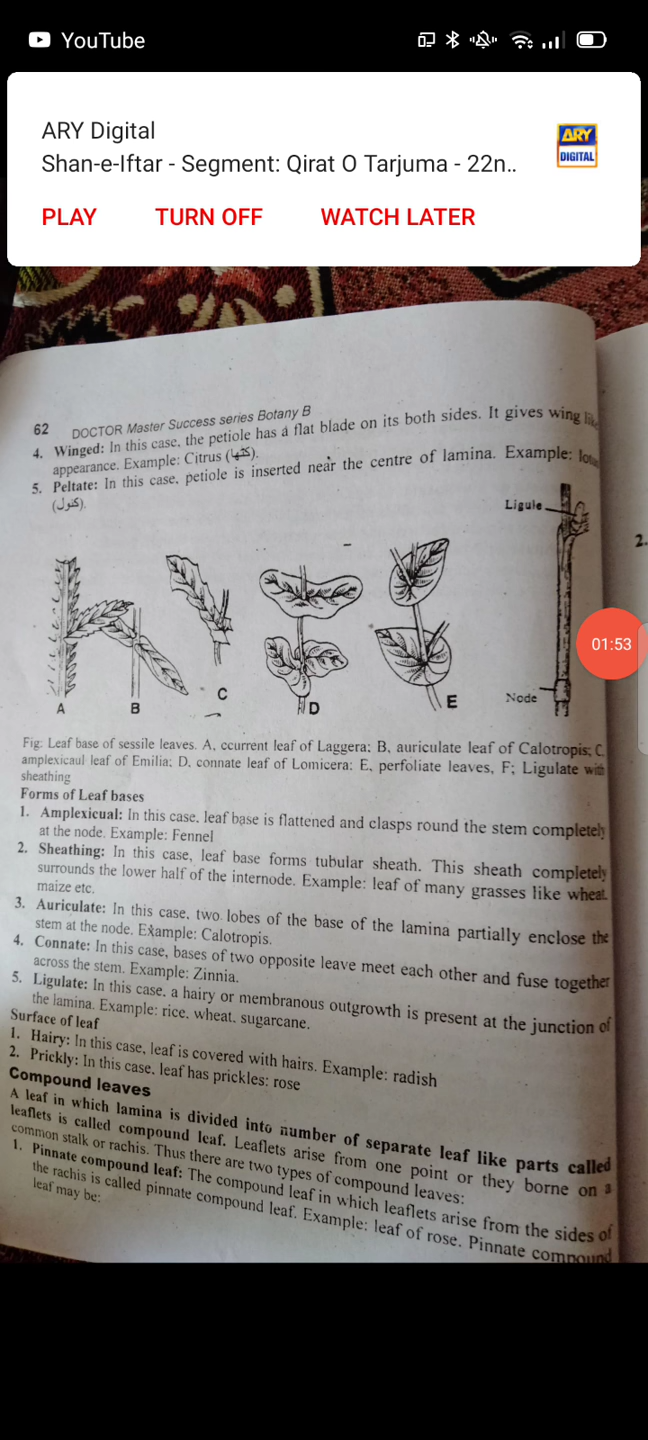 YouTube
ARY Digital
Shan-e-Iftar - Segment: Qirat O Tarjuma - 22n..
ARY
DIGITAL
PLAY TURN OFF WATCH LATER
62 DOCTOR Master Success series Botany B
4. Winged: In this case, the petiole has a flat blade on its both sides. It gives wing
appearance. Example: Citrus (کٹھا).
5. Peltate: In this case, petiole is inserted near the centre of lamina. Example:
(کنول).
Ligule
2.
01:53
Node
A B C D E
Fig: Leaf base of sessile leaves. A, ccurrent leaf of Laggera; B, auriculate leaf of Calotropis; C
amplexicaul leaf of Emilia; D, connate leaf of Lomicera: E, perfoliate leaves, F; Ligulate with
sheathing
Forms of Leaf bases
1. Amplexicual: In this case, leaf base is flattened and clasps round the stem completely
at the node. Example: Fennel
2. Sheathing: In this case, leaf base forms tubular sheath. This sheath completely
surrounds the lower half of the internode. Example: leaf of many grasses like wheat.
maize etc.
3. Auriculate: In this case, two lobes of the base of the lamina partially enclose the
stem at the node. Example: Calotropis.
4. Connate: In this case, bases of two opposite leave meet each other and fuse together
across the stem. Example: Zinnia.
5. Ligulate: In this case, a hairy or membranous outgrowth is present at the junction of
the lamina. Example: rice, wheat, sugarcane.
Surface of leaf
1. Hairy: In this case, leaf is covered with hairs. Example: radish
2. Prickly: In this case, leaf has prickles: rose
Compound leaves
A leaf in which lamina is divided into number of separate leaf like parts called
leaflets is called compound leaf. Leaflets arise from one point or they borne on a
common stalk or rachis. Thus there are two types of compound leaves:
1. Pinnate compound leaf: The compound leaf in which leaflets arise from the sides of
the rachis is called pinnate compound leaf. Example: leaf of rose. Pinnate compound
leaf may be: